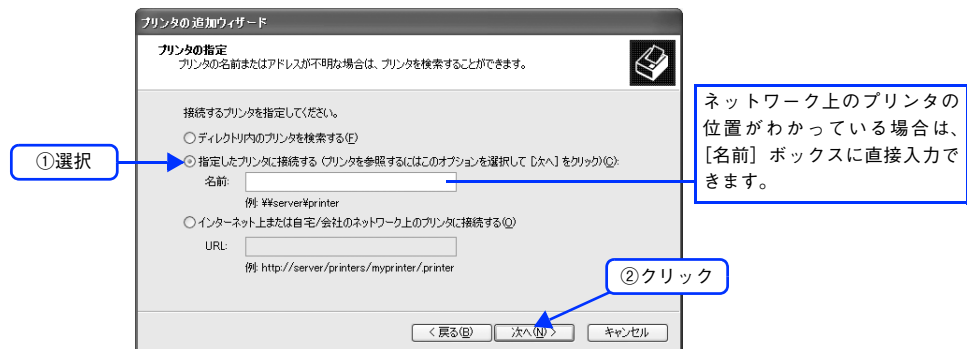 プリンタの追加ウィザード
プリンタの指定
プリンタの名前またはアドレスが不明な場合は、プリンタを検索することができます。
接続するプリンタを指定してください。
ディレクトリ内のプリンタを検索する(F)
①選択
指定したプリンタに接続する (プリンタを参照するにはこのオプションを選択して [次へ] をクリック)(C):
名前:
例: ¥¥server¥printer
インターネット上または自宅/会社のネットワーク上のプリンタに接続する(O)
URL:
例: http://server/printers/myprinter/.printer
ネットワーク上のプリンタの
位置がわかっている場合は、
[名前] ボックスに直接入力で
きます。
②クリック
< 戻る(B)
次へ(N) >
キャンセル